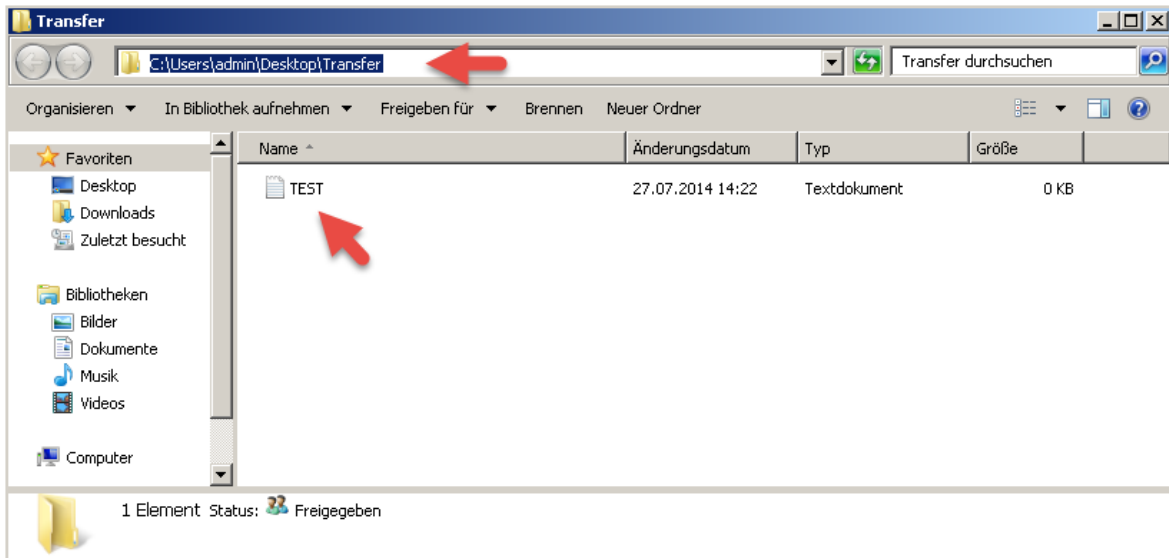 Transfer
C:\Users\admin\Desktop\Transfer
Transfer durchsuchen
Organisieren In Bibliothek aufnehmen Freigeben für Brennen Neuer Ordner
Favoriten
Desktop
Downloads
Zuletzt besucht
Bibliotheken
Bilder
Dokumente
Musik
Videos
Computer
Name Änderungsdatum Typ Größe
TEST 27.07.2014 14:22 Textdokument 0 KB
1 Element Status: Freigegeben